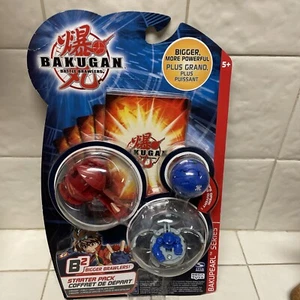 爆
BAKUGAN
BATTLE BRAWLERS
BIGGER,
MORE POWERFUL
PLUS GRAND,
PLUS
PUISSANT
5+
BAKUGAN
BAKUPEARL SERIES
B2 BIGGER BRAWLERS!
STARTER PACK
COFFRET DE DÉPART